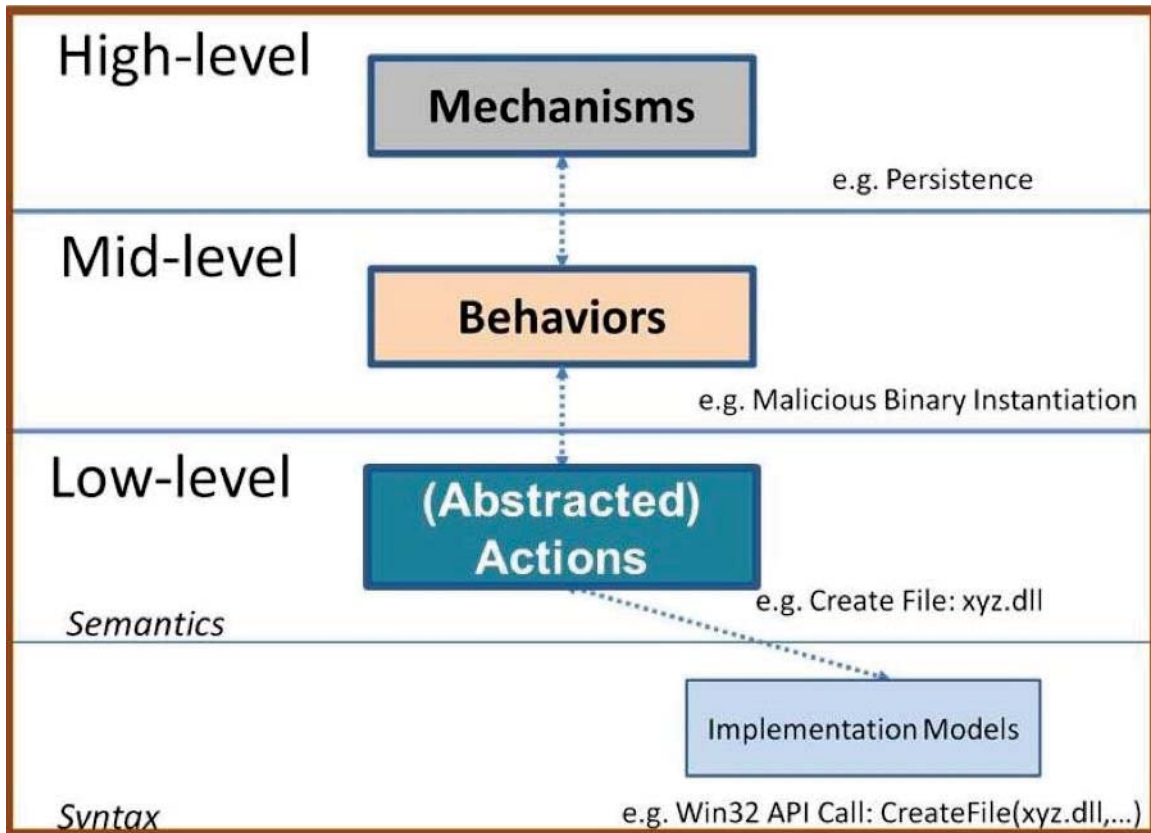 High-level
Mechanisms
e.g. Persistence
Mid-level
Behaviors
e.g. Malicious Binary Instantiation
Low-level
(Abstracted)
Actions
e.g. Create File: xyz.dll
Semantics
Implementation Models
e.g. Win32 API Call: CreateFile(xyz.dll,...)
Syntax